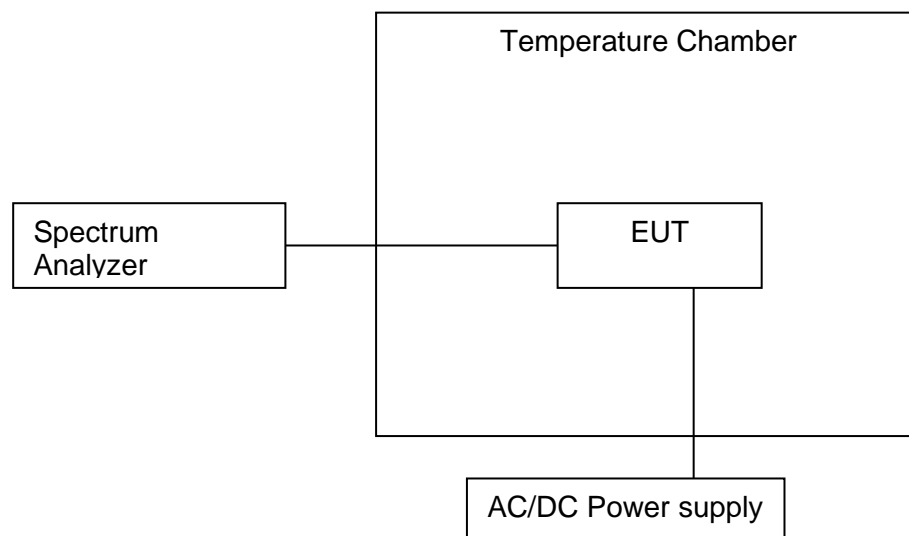 Temperature Chamber
Spectrum
Analyzer
EUT
AC/DC Power supply